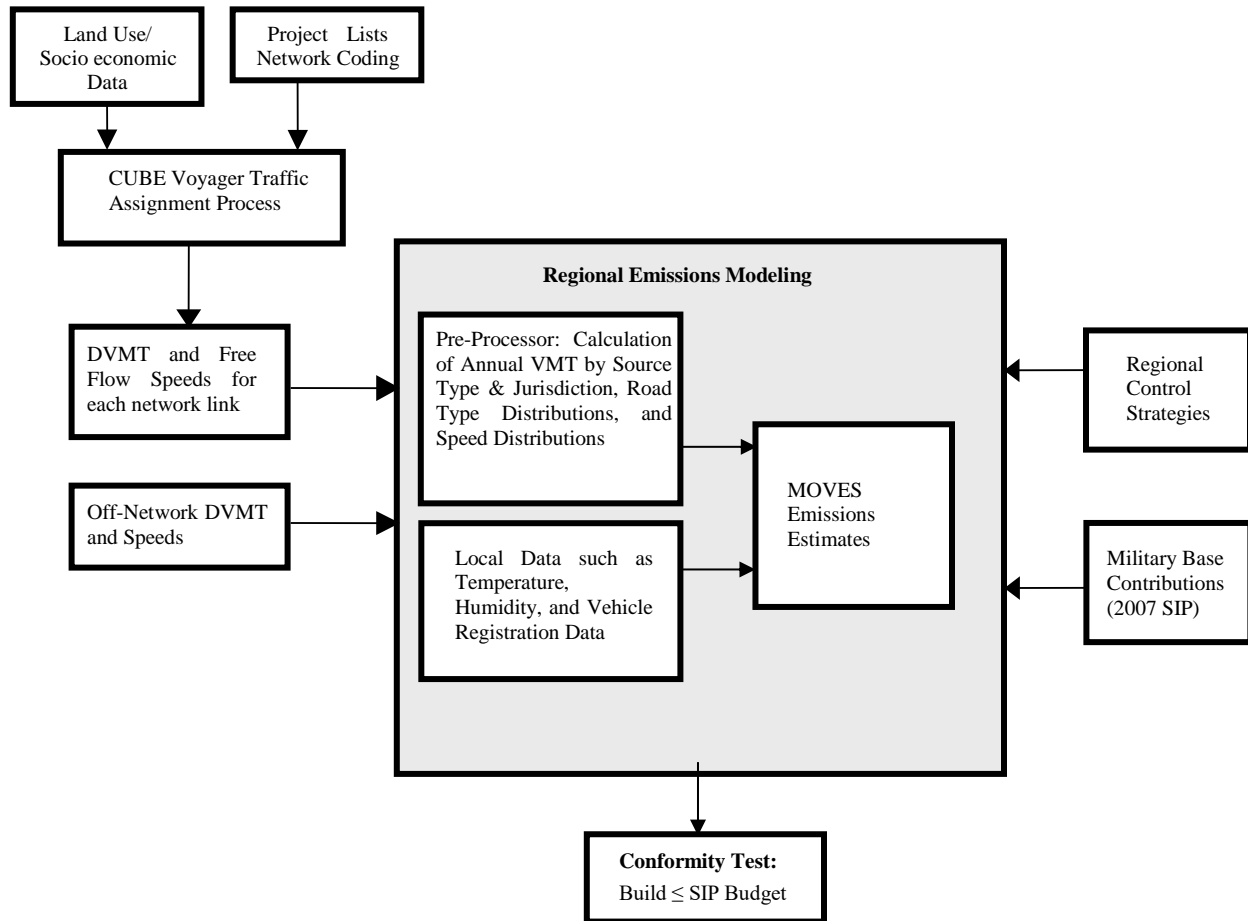 Land Use/
Socio economic
Data
Project Lists
Network Coding
CUBE Voyager Traffic
Assignment Process
DVMT and Free
Flow Speeds for
each network link
Off-Network DVMT
and Speeds
Regional Emissions Modeling
Pre-Processor: Calculation
of Annual VMT by Source
Type & Jurisdiction, Road
Type Distributions, and
Speed Distributions
Local Data such as
Temperature,
Humidity, and Vehicle
Registration Data
MOVES
Emissions
Estimates
Regional
Control
Strategies
Military Base
Contributions
(2007 SIP)
Conformity Test:
Build ≤ SIP Budget